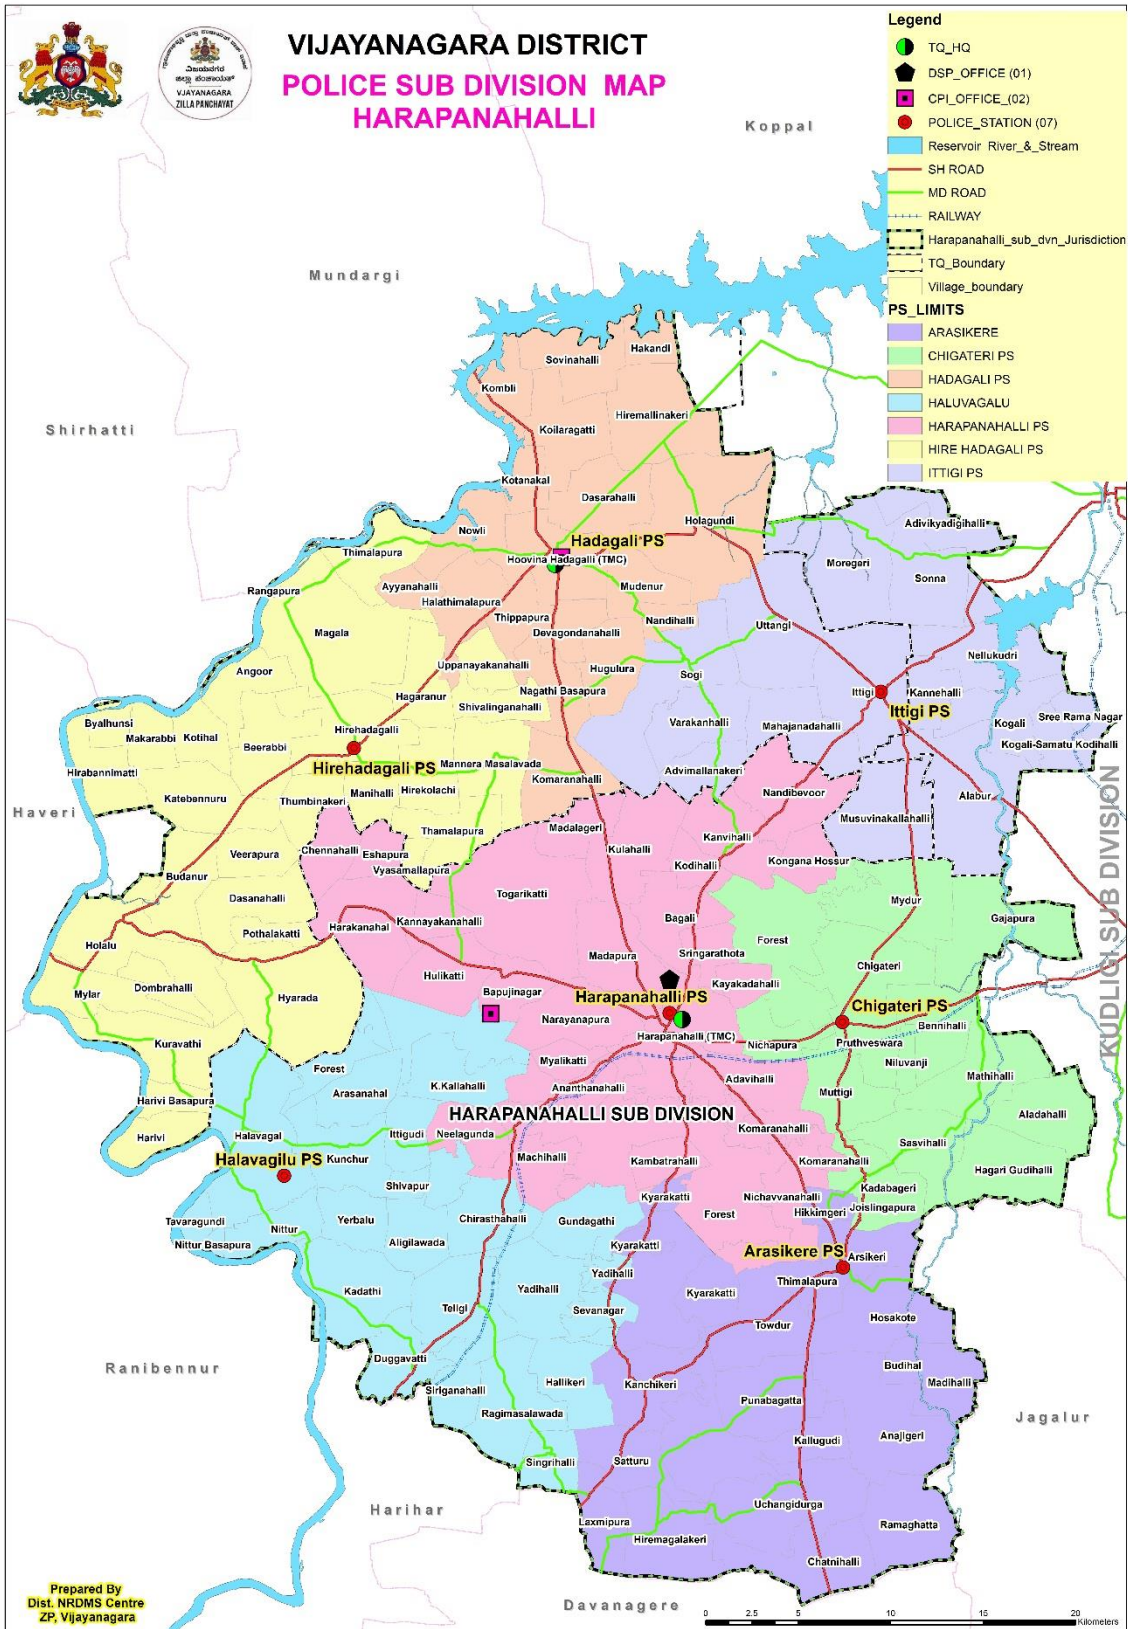 VIJAYANAGARA DISTRICT
POLICE SUB DIVISION MAP
HARAPANAHALLI
ವಿಜಯನಗರ
ಜಿಲ್ಲಾ ಪಂಚಾಯತ್
VIJAYANAGARA
ZILLA PANCHAYAT
Legend
TQ_HQ
DSP_OFFICE (01)
CPI_OFFICE_(02)
POLICE_STATION (07)
Reservoir River_&_Stream
SH ROAD
MD ROAD
RAILWAY
Harapanahalli_sub_dvn_Jurisdiction
TQ_Boundary
Village_boundary
PS_LIMITS
ARASIKERE
CHIGATERI PS
HADAGALI PS
HALUVAGALU
HARAPANAHALLI PS
HIRE HADAGALI PS
ITTIGI PS
Koppal
Mundargi
Shirhatti
Haveri
Ranibennur
Harihar
Davanagere
Jagalur
KUDLIGI SUB DIVISION
Hakandl
Sovinahalli
Kombli
Hiremallinakeri
Koilaragatti
Kotanakal
Dasarahalli
Nowli
Holagundi
Adivikyadigihalli
Hadagali PS
Thimalapura
Hoovina Hadagalli (TMC)
Moregeri
Sonna
Rangapura
Ayyanahalli
Mudenur
Halathimalapura
Thippapura
Nandihalli
Uttangi
Magala
Devagondanahalli
Nellukudri
Angoor
Uppanayakanahalli
Hugulura
Sogi
Hagaranur
Nagathi Basapura
Ittigi
Kannehalli
Shivalinganahalli
Ittigi PS
Sree Rama Nagar
Byalhunsi
Makarabbi
Kotihal
Hirehadagalli
Varakanhalli
Mahajanadahalli
Kogali
Beerabbi
Kogali-Samatu Kodihalli
Hirehadagali PS
Mannera Masalavada
Hirabannimatti
Komaranahalli
Advimallanakeri
Katebennuru
Thumbinakeri
Manihalli
Hirekolachi
Nandibevoor
Alabur
Musuvinakallahalli
Madalageri
Thamalapura
Kanvihalli
Chennahalli
Eshapura
Kulahalli
Veerapura
Kodihalli
Kongana Hossur
Vyasamallapura
Budanur
Dasanahalli
Togarikatti
Mydur
Kannayakanahalli
Bagali
Gajapura
Harakanahal
Pothalakatti
Forest
Holalu
Madapura
Sringarathota
Chigateri
Hulikatti
Dombrahalli
Hyarada
Kayakadahalli
Mylar
Bapujinagar
Harapanahalli PS
Chigateri PS
Narayanapura
Bennihalli
Harapanahalli (TMC)
Nichapura
Pruthveswara
Kuravathi
Myalikatti
Niluvanji
Forest
Adavihalli
Mathihalli
K.Kallahalli
Ananthanahalli
Arasanahal
Muttigi
Harivi Basapura
HARAPANAHALLI SUB DIVISION
Aladahalli
Komaranahalli
Harivi
Halavagal
Ittigudi
Neelagunda
Sasvihalli
Halavagilu PS
Kunchur
Machihalli
Kambatrahalli
Komaranahalli
Hagari Gudihalli
Shivapur
Kadabageri
Kyarakatti
Nichavvanahalli
Joislingapura
Tavaragundi
Yerbalu
Chirasthahalli
Gundagathi
Forest
Hikkimgeri
Nittur
Nittur Basapura
Aligilawada
Kyarakattl
Arasikere PS
Arsikeri
Yadihalli
Thimalapura
Kadathi
Yadihalli
Kyarakatti
Teligi
Sevanagar
Towdur
Hosakote
Duggavatti
Budihal
Madihalli
Siriganahalli
Hallikeri
Kanchikeri
Punabagatta
Ragimasalawada
Kallugudi
Anajigeri
Singrihalli
Satturu
Uchangidurga
Laxmipura
Ramaghatta
Hiremagalakeri
Chatnihalli
Prepared By
Dist. NRDMS Centre
ZP, Vijayanagara
0 2.5 5 10 15 20
Kilometers